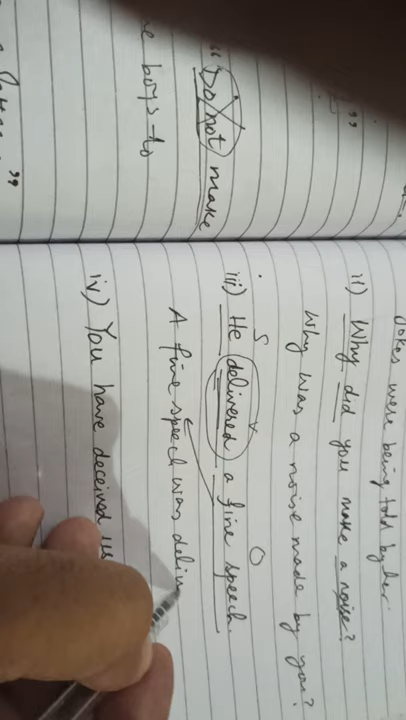 "Do not make
boys to
Jokes were being told by her.
ii) Why did you make a noise?
Why was a noise made by you?
S O
iii) He delivered a fine speech.
A fine speech was deliv
iv) You have deceived us